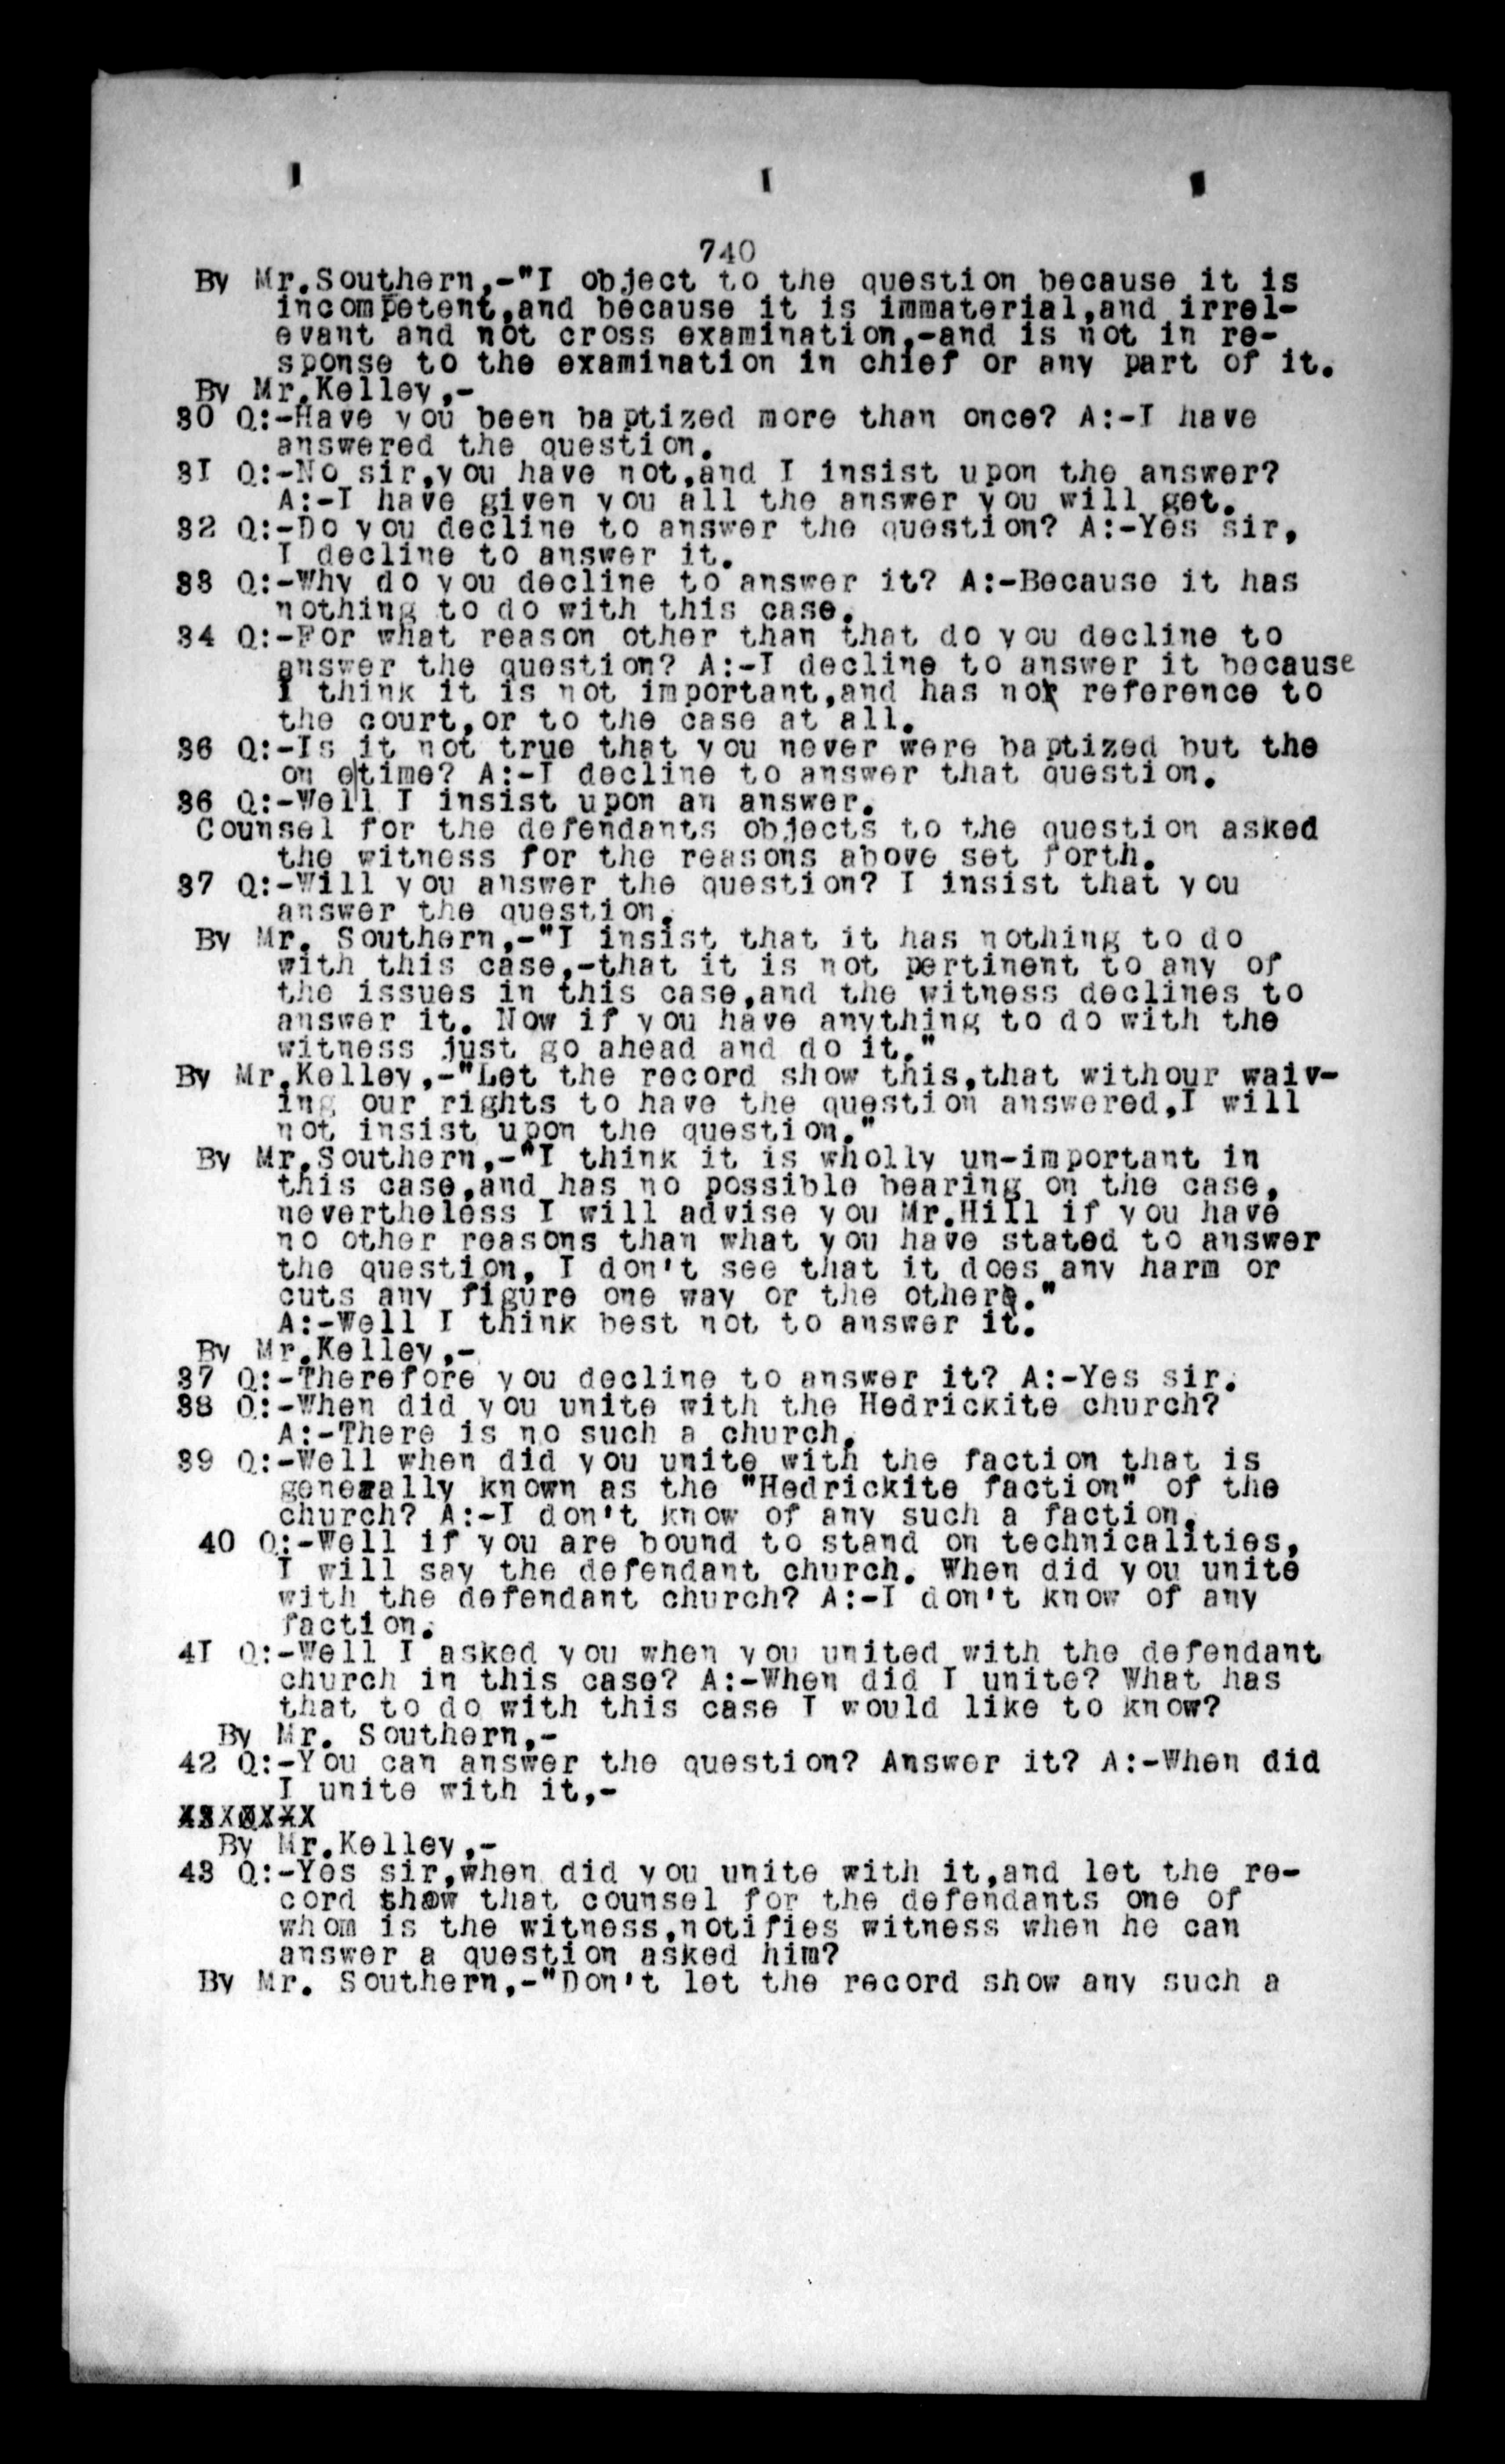 740
By Mr.Southern,-"I object to the question because it is
incompetent,and because it is immaterial,and irrel-
evant and not cross examination,-and is not in re-
sponse to the examination in chief or any part of it.
By Mr.Kelley,-
30 Q:-Have you been baptized more than once? A:-I have
answered the question.
31 Q:-No sir,you have not,and I insist upon the answer?
A:-I have given you all the answer you will get.
32 Q:-Do you decline to answer the question? A:-Yes sir,
I decline to answer it.
33 Q:-Why do you decline to answer it? A:-Because it has
nothing to do with this case.
34 Q:-For what reason other than that do you decline to
answer the question? A:-I decline to answer it because
I think it is not important,and has no reference to
the court,or to the case at all.
36 Q:-Is it not true that you never were baptized but the
on e|time? A:-I decline to answer that question.
36 Q:-Well I insist upon an answer.
Counsel for the defendants objects to the question asked
the witness for the reasons above set forth.
37 Q:-Will you answer the question? I insist that you
answer the question.
By Mr. Southern,-"I insist that it has nothing to do
with this case,-that it is not pertinent to any of
the issues in this case,and the witness declines to
answer it. Now if you have anything to do with the
witness just go ahead and do it."
By Mr.Kelley,-"Let the record show this,that withour waiv-
ing our rights to have the question answered,I will
not insist upon the question."
By Mr.Southern,-"I think it is wholly un-important in
this case,and has no possible bearing on the case,
nevertheless I will advise you Mr.Hill if you have
no other reasons than what you have stated to answer
the question, I don't see that it does any harm or
cuts any figure one way or the other."
A:-Well I think best not to answer it.
By Mr.Kelley,-
37 Q:-Therefore you decline to answer it? A:-Yes sir.
38 Q:-When did you unite with the Hedrickite church?
A:-There is no such a church.
39 Q:-Well when did you unite with the faction that is
generally known as the "Hedrickite faction" of the
church? A:-I don't know of any such a faction.
40 Q:-Well if you are bound to stand on technicalities,
I will say the defendant church. When did you unite
with the defendant church? A:-I don't know of any
faction.
41 Q:-Well I asked you when you united with the defendant
church in this case? A:-When did I unite? What has
that to do with this case I would like to know?
By Mr. Southern,-
42 Q:-You can answer the question? Answer it? A:-When did
I unite with it,-
By Mr.Kelley,-
43 Q:-Yes sir,when did you unite with it,and let the re-
cord show that counsel for the defendants one of
whom is the witness,notifies witness when he can
answer a question asked him?
By Mr. Southern,-"Don't let the record show any such a